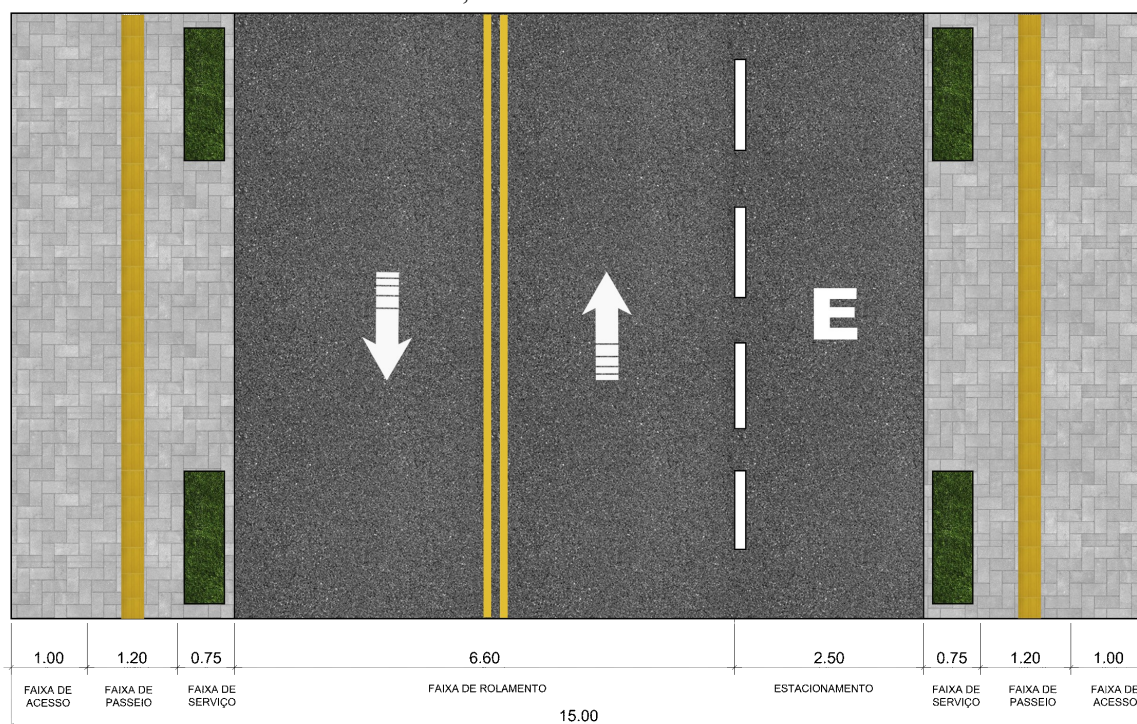 E
1.00 1.20 0.75 6.60 2.50 0.75 1.20 1.00
FAIXA DE ACESSO
FAIXA DE PASSEIO
FAIXA DE SERVIÇO
FAIXA DE ROLAMENTO
ESTACIONAMENTO
FAIXA DE SERVIÇO
FAIXA DE PASSEIO
FAIXA DE ACESSO
15.00